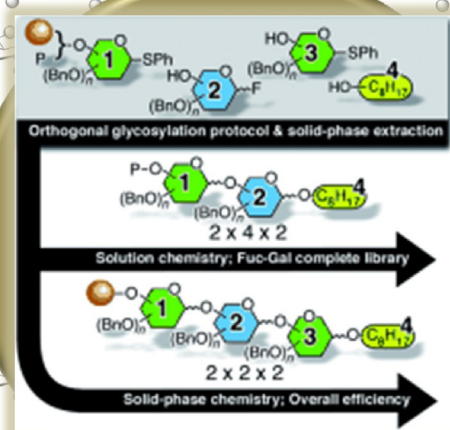 P } O O 1 SPh (BnO)n
HO O 2 F (BnO)n
HO O 3 SPh (BnO)n
4 HO C8H17
Orthogonal glycosylation protocol & solid-phase extraction
P-O O 1 (BnO)n O O 2 (BnO)n O C8H17 4
2 x 4 x 2
Solution chemistry; Fuc-Gal complete library
O O 1 (BnO)n O O 2 (BnO)n O O 3 (BnO)n O C8H17 4
2 x 2 x 2
Solid-phase chemistry; Overall efficiency